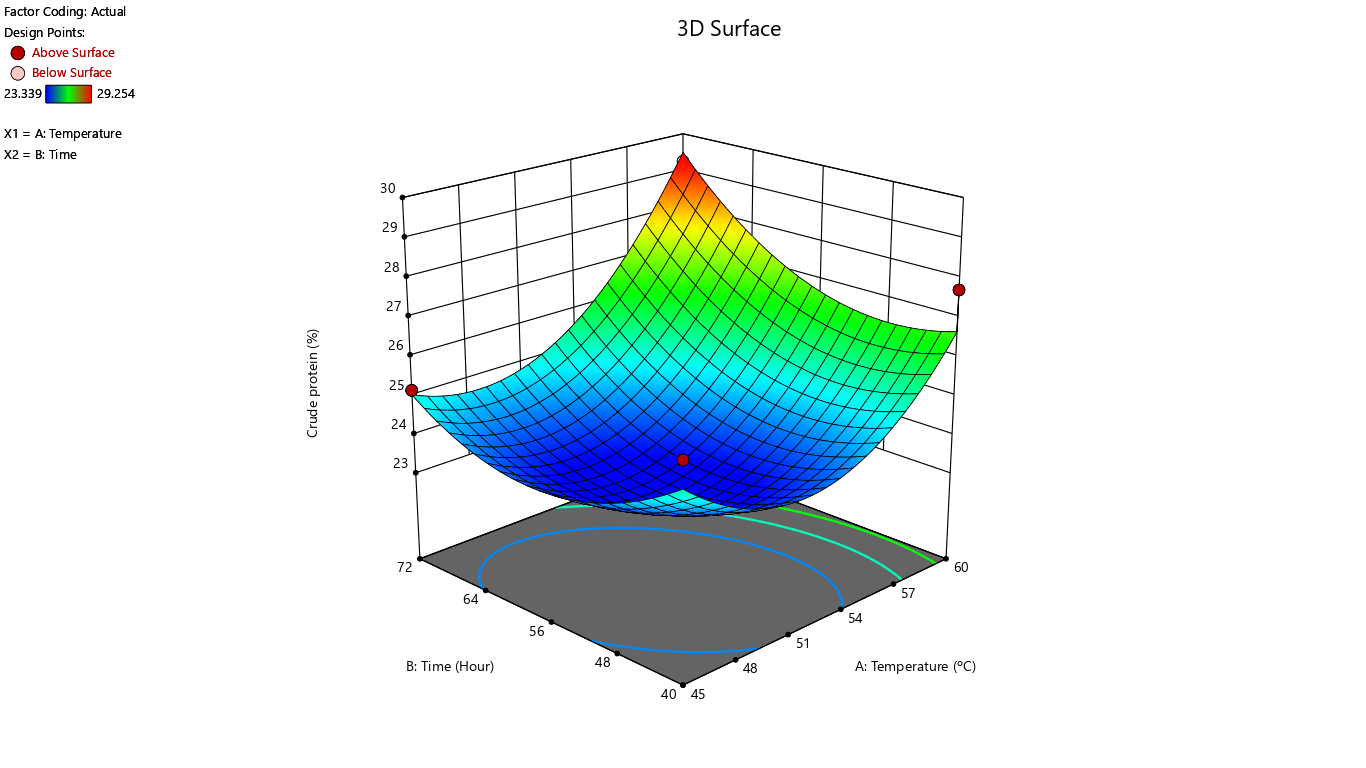 Factor Coding: Actual
3D Surface
Design Points:
Above Surface
Below Surface
23.339 29.254
X1 = A: Temperature
X2 = B: Time
30
29
28
27
26
25
24
23
Crude protein (%)
72
64
56
48
40
B: Time (Hour)
45
48
51
54
57
60
A: Temperature (ºC)